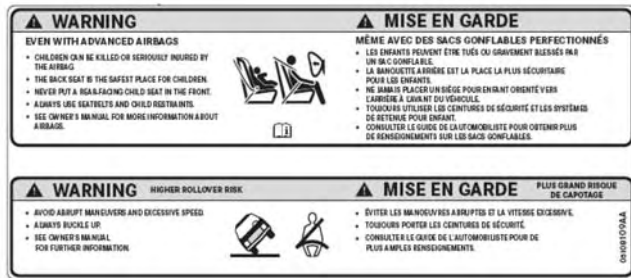 WARNING
EVEN WITH ADVANCED AIRBAGS
• CHILDREN CAN BE KILLED OR SERIOUSLY INJURED BY
THE AIRBAG.
• THE BACK SEAT IS THE SAFEST PLACE FOR CHILDREN.
• NEVER PUT A REAR-FACING CHILD SEAT IN THE FRONT.
• ALWAYS USE SEATBELTS AND CHILD RESTRAINTS.
• SEE OWNER'S MANUAL FOR MORE INFORMATION ABOUT
AIRBAGS.
MISE EN GARDE
MÊME AVEC DES SACS GONFLABLES PERFECTIONNÉS
• LES ENFANTS PEUVENT ÊTRE TUÉS OU GRAVEMENT BLESSÉS PAR
UN SAC GONFLABLE.
• LA BANQUETTE ARRIÈRE EST LA PLACE LA PLUS SÉCURITAIRE
POUR LES ENFANTS.
• NE JAMAIS PLACER UN SIÈGE POUR ENFANT ORIENTÉ VERS
L'ARRIÈRE À L'AVANT DU VÉHICULE.
• TOUJOURS UTILISER LES CEINTURES DE SÉCURITÉ ET LES SYSTÈMES
DE RETENUE POUR ENFANT.
• CONSULTER LE GUIDE DE L'AUTOMOBILISTE POUR OBTENIR PLUS
DE RENSEIGNEMENTS SUR LES SACS GONFLABLES.
WARNING HIGHER ROLLOVER RISK
• AVOID ABRUPT MANEUVERS AND EXCESSIVE SPEED.
• ALWAYS BUCKLE UP.
• SEE OWNER'S MANUAL
FOR FURTHER INFORMATION.
MISE EN GARDE PLUS GRAND RISQUE
DE CAPOTAGE
• ÉVITER LES MANOEUVRES ABRUPTES ET LA VITESSE EXCESSIVE.
• TOUJOURS PORTER LES CEINTURES DE SÉCURITÉ.
• CONSULTER LE GUIDE DE L'AUTOMOBILISTE POUR DE
PLUS AMPLES RENSEIGNEMENTS.